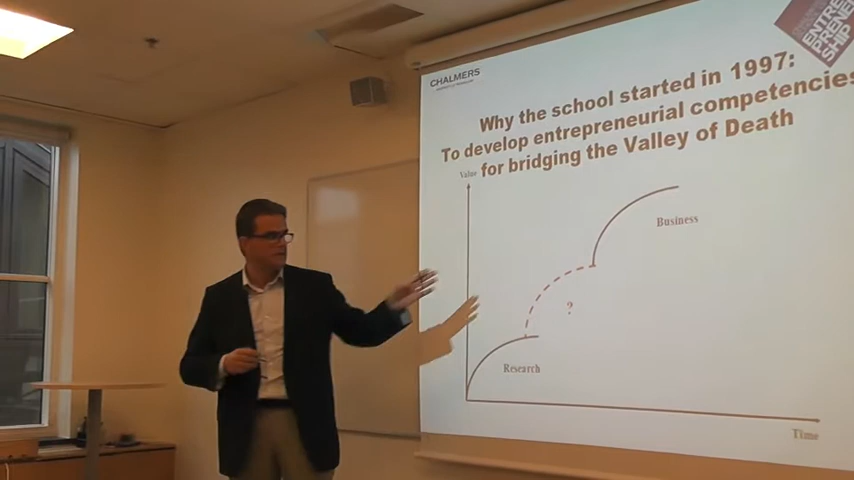 CHALMERS
ENTRE
PRENEUR
SHIP
Why the school started in 1997:
To develop entrepreneurial competencies
for bridging the Valley of Death
Value
Business
?
Research
Time